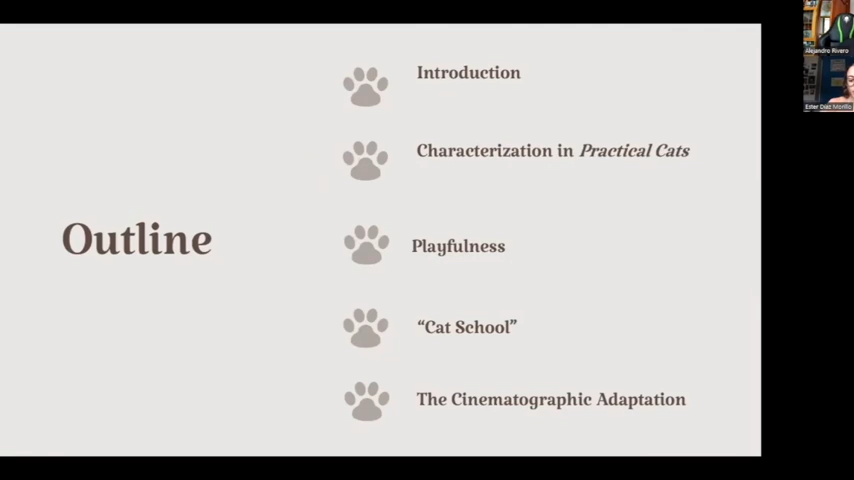 Outline
Introduction
Characterization in Practical Cats
Playfulness
“Cat School”
The Cinematographic Adaptation
Alejandro Rivero
Ester Díaz Morillo